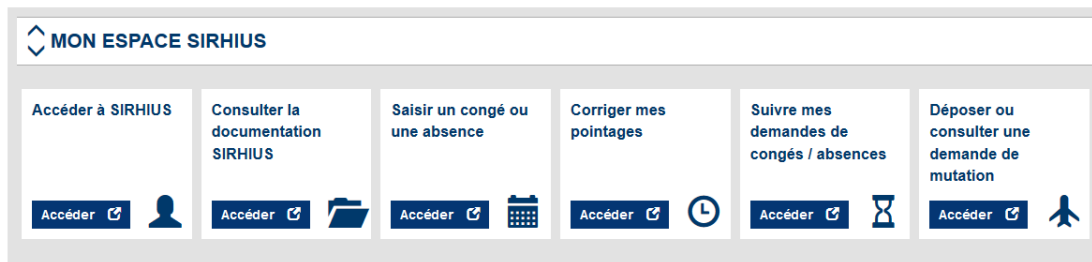 MON ESPACE SIRHIUS
Accéder à SIRHIUS
Accéder
Consulter la
documentation
SIRHIUS
Accéder
Saisir un congé ou
une absence
Accéder
Corriger mes
pointages
Accéder
Suivre mes
demandes de
congés / absences
Accéder
Déposer ou
consulter une
demande de
mutation
Accéder